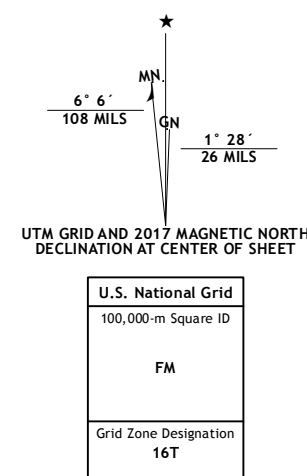 MN
6° 6´
108 MILS
GN
1° 28´
26 MILS
UTM GRID AND 2017 MAGNETIC NORTH
DECLINATION AT CENTER OF SHEET
U.S. National Grid
100,000-m Square ID
FM
Grid Zone Designation
16T